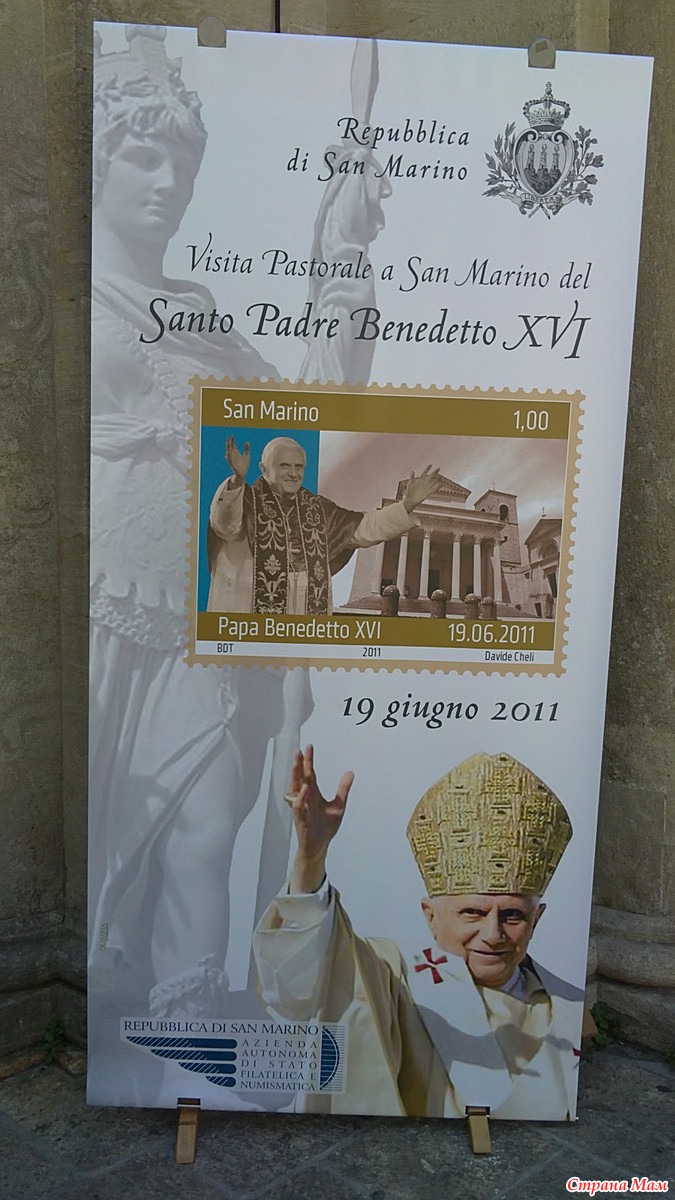 Repubblica
di San Marino
LIBERTAS
Visita Pastorale a San Marino del
Santo Padre Benedetto XVI
San Marino 1,00
Papa Benedetto XVI 19.06.2011
BDT 2011 Davide Cheli
19 giugno 2011
REPUBBLICA DI SAN MARINO
AZIENDA
AUTONOMA
DI STATO
FILATELICA E
NUMISMATICA
Страна Мам